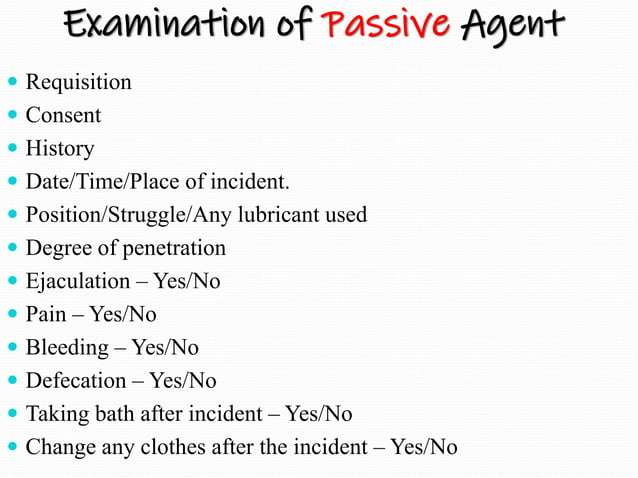 Examination of Passive Agent
Requisition
Consent
History
Date/Time/Place of incident.
Position/Struggle/Any lubricant used
Degree of penetration
Ejaculation – Yes/No
Pain – Yes/No
Bleeding – Yes/No
Defecation – Yes/No
Taking bath after incident – Yes/No
Change any clothes after the incident – Yes/No